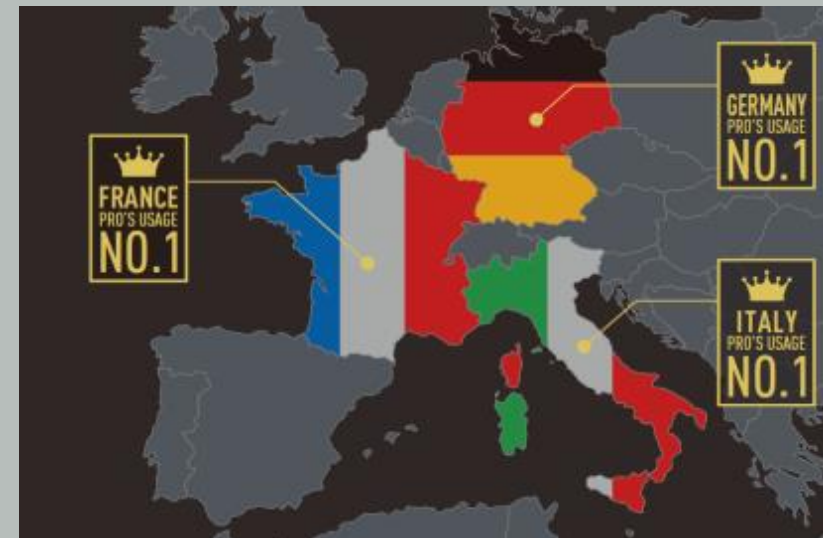 GERMANY
PRO'S USAGE
NO.1
FRANCE
PRO'S USAGE
NO.1
ITALY
PRO'S USAGE
NO.1